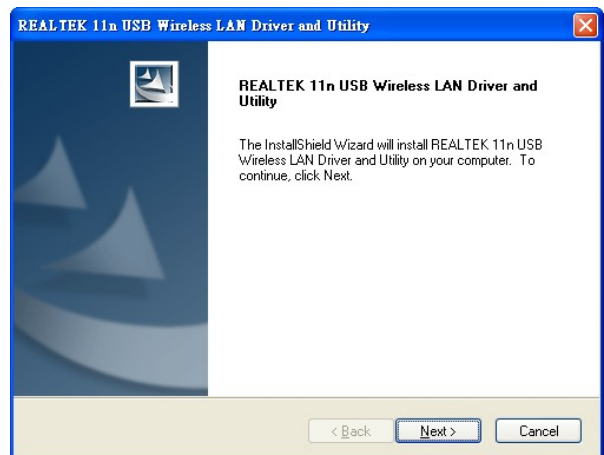 REALTEK 11n USB Wireless LAN Driver and Utility
REALTEK 11n USB Wireless LAN Driver and
Utility
The InstallShield Wizard will install REALTEK 11n USB
Wireless LAN Driver and Utility on your computer. To
continue, click Next.
< Back
Next >
Cancel